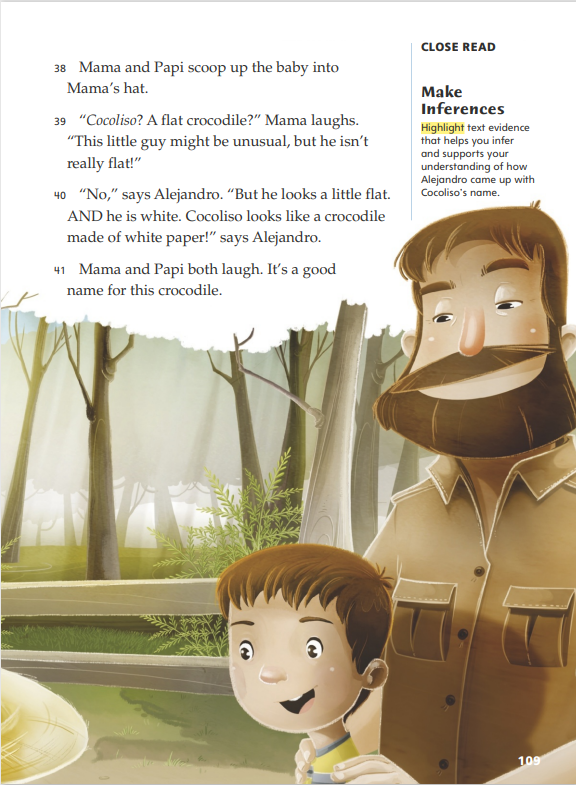 38 Mama and Papi scoop up the baby into
Mama’s hat.
39 “Cocoliso? A flat crocodile?” Mama laughs.
“This little guy might be unusual, but he isn’t
really flat!”
40 “No,” says Alejandro. “But he looks a little flat.
AND he is white. Cocoliso looks like a crocodile
made of white paper!” says Alejandro.
41 Mama and Papi both laugh. It’s a good
name for this crocodile.
CLOSE READ
Make
Inferences
Highlight text evidence
that helps you infer
and supports your
understanding of how
Alejandro came up with
Cocoliso’s name.
109